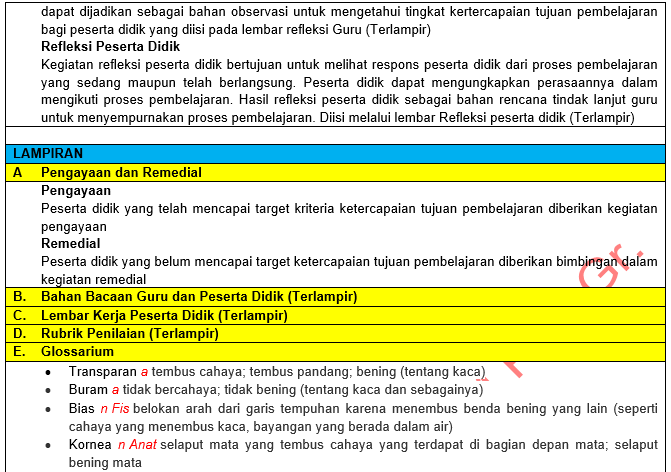 dapat dijadikan sebagai bahan observasi untuk mengetahui tingkat kertercapaian tujuan pembelajaran
bagi peserta didik yang diisi pada lembar refleksi Guru (Terlampir)
Refleksi Peserta Didik
Kegiatan refleksi peserta didik bertujuan untuk melihat respons peserta didik dari proses pembelajaran
yang sedang maupun telah berlangsung. Peserta didik dapat mengungkapkan perasaannya dalam
mengikuti proses pembelajaran. Hasil refleksi peserta didik sebagai bahan rencana tindak lanjut guru
untuk menyempurnakan proses pembelajaran. Diisi melalui lembar Refleksi peserta didik (Terlampir)
LAMPIRAN
A Pengayaan dan Remedial
Pengayaan
Peserta didik yang telah mencapai target kriteria ketercapaian tujuan pembelajaran diberikan kegiatan
pengayaan
Remedial
Peserta didik yang belum mencapai target ketercapaian tujuan pembelajaran diberikan bimbingan dalam
kegiatan remedial
B. Bahan Bacaan Guru dan Peserta Didik (Terlampir)
C. Lembar Kerja Peserta Didik (Terlampir)
D. Rubrik Penilaian (Terlampir)
E. Glossarium
• Transparan a tembus cahaya; tembus pandang; bening (tentang kaca)
• Buram a tidak bercahaya; tidak bening (tentang kaca dan sebagainya)
• Bias n Fis belokan arah dari garis tempuhan karena menembus benda bening yang lain (seperti
cahaya yang menembus kaca, bayangan yang berada dalam air)
• Kornea n Anat selaput mata yang tembus cahaya yang terdapat di bagian depan mata; selaput
bening mata
Gr.